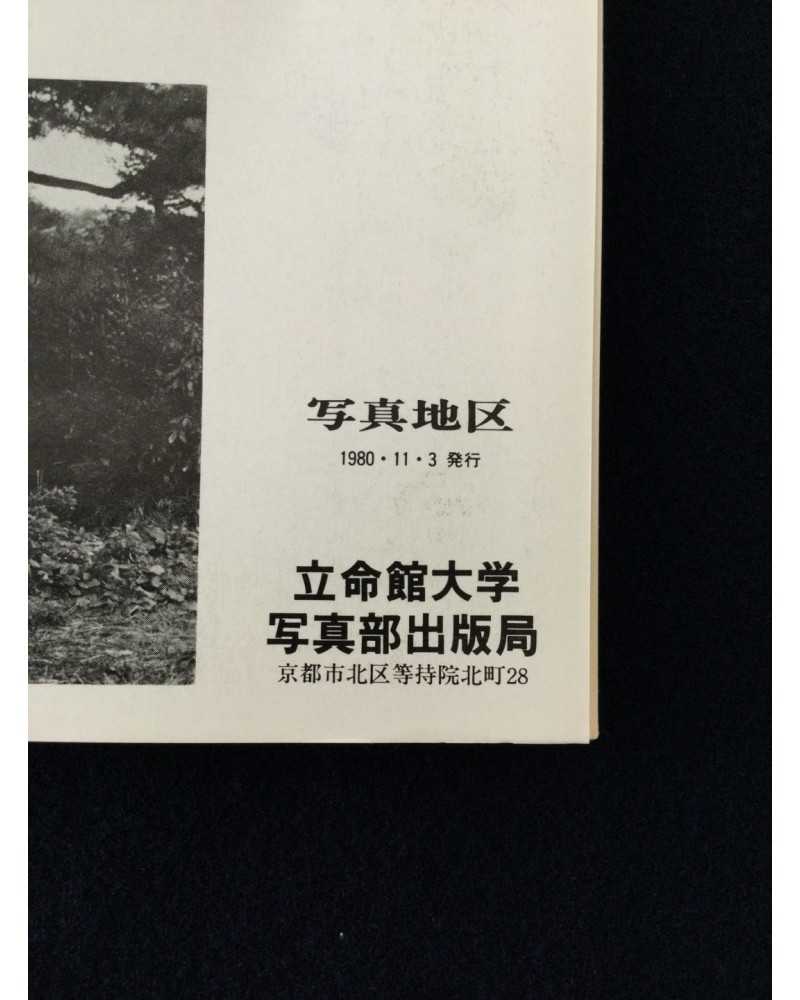 写真地区
1980・11・3 発行
立命館大学
写真部出版局
京都市北区等持院北町28